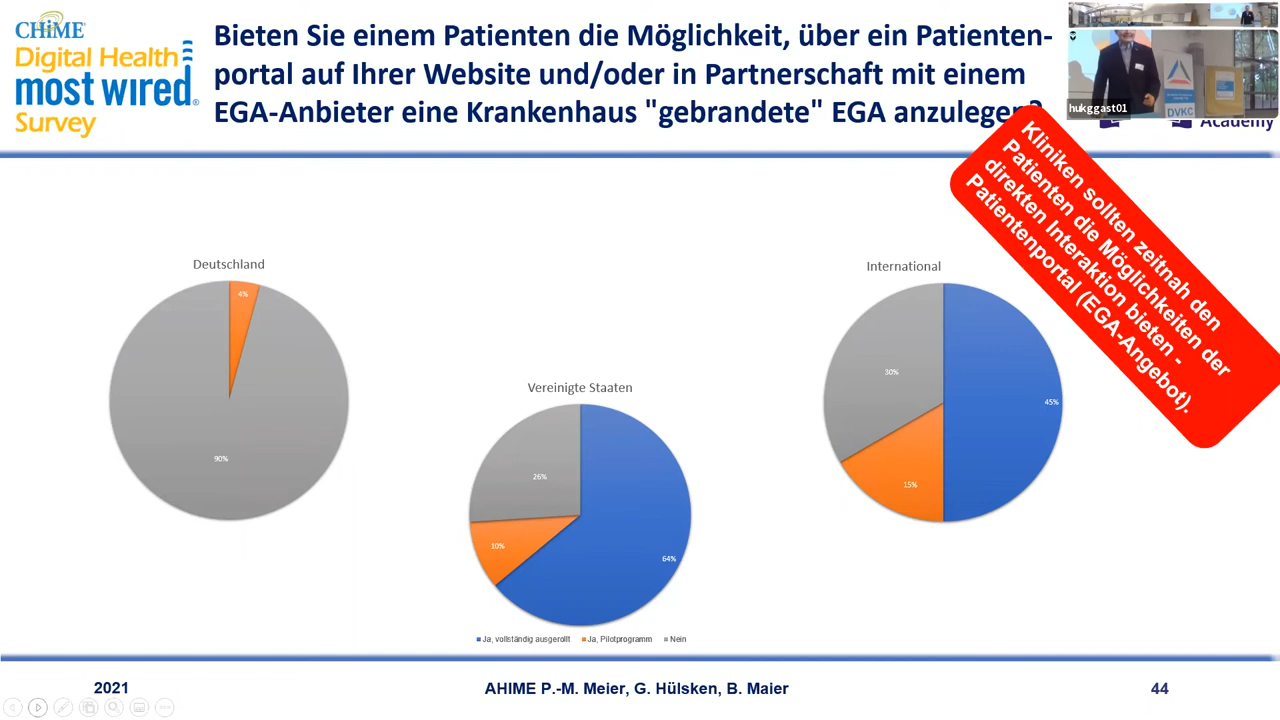 CHiME
Digital Health
most wired
Survey
Bieten Sie einem Patienten die Möglichkeit, über ein Patienten-
portal auf Ihrer Website und/oder in Partnerschaft mit einem
EGA-Anbieter eine Krankenhaus "gebrandete" EGA anzulegen?
hukggast01
DVKC
Academy
Kliniken sollten zeitnah den
Patienten die Möglichkeiten der
direkten Interaktion bieten -
Patientenportal (EGA-Angebot).
Deutschland
4%
90%
Vereinigte Staaten
26%
10%
64%
International
30%
45%
15%
Ja, vollständig ausgerollt Ja, Pilotprogramm Nein
2021
AHIME P.-M. Meier, G. Hülsken, B. Maier
44